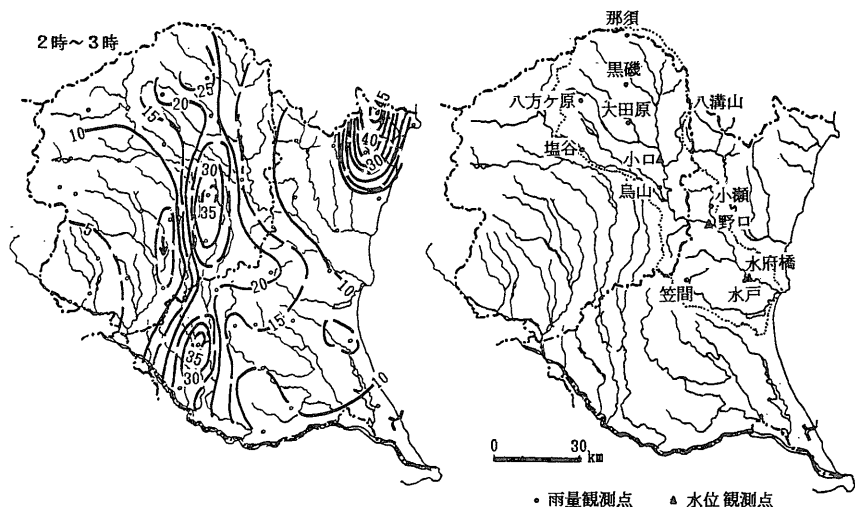 2時～3時
25
20
15
10
5
30
35
20
15
10
35
30
10
45
40
30
那須
黒磯
八方ヶ原
大田原
八溝山
塩谷
小口
烏山
小瀬
野口
水府橋
笠間
水戸
0 30 km
• 雨量観測点 ▵ 水位観測点